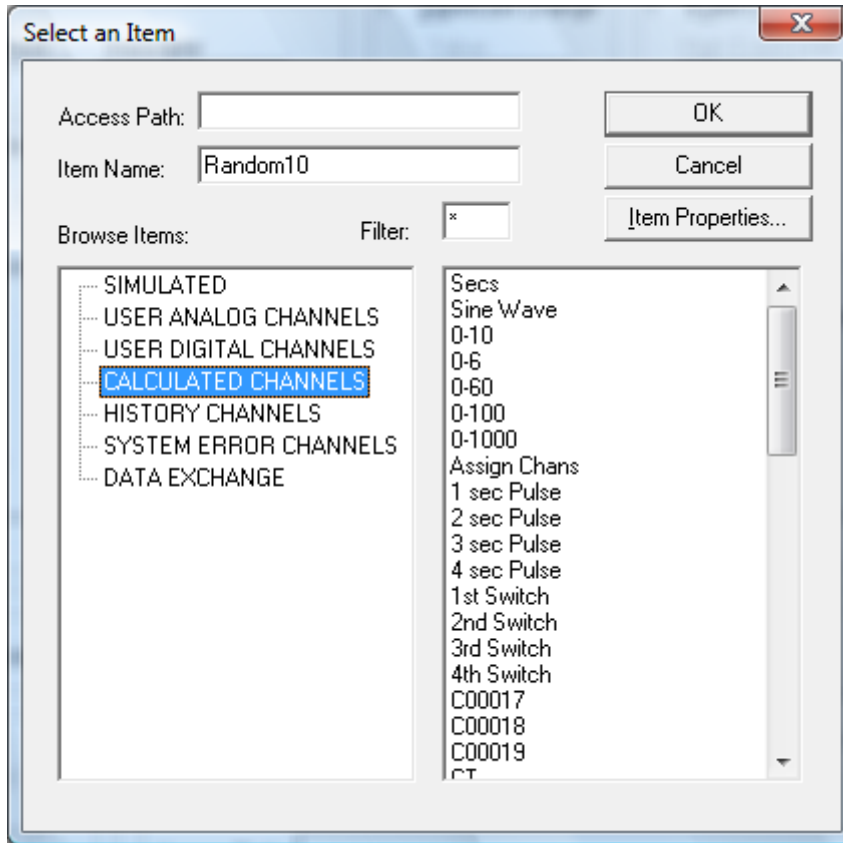 Select an Item
Access Path:
OK
Item Name: Random10
Cancel
Browse Items:
Filter: *
Item Properties...
SIMULATED
USER ANALOG CHANNELS
USER DIGITAL CHANNELS
CALCULATED CHANNELS
HISTORY CHANNELS
SYSTEM ERROR CHANNELS
DATA EXCHANGE
Secs
Sine Wave
0-10
0-6
0-60
0-100
0-1000
Assign Chans
1 sec Pulse
2 sec Pulse
3 sec Pulse
4 sec Pulse
1st Switch
2nd Switch
3rd Switch
4th Switch
C00017
C00018
C00019